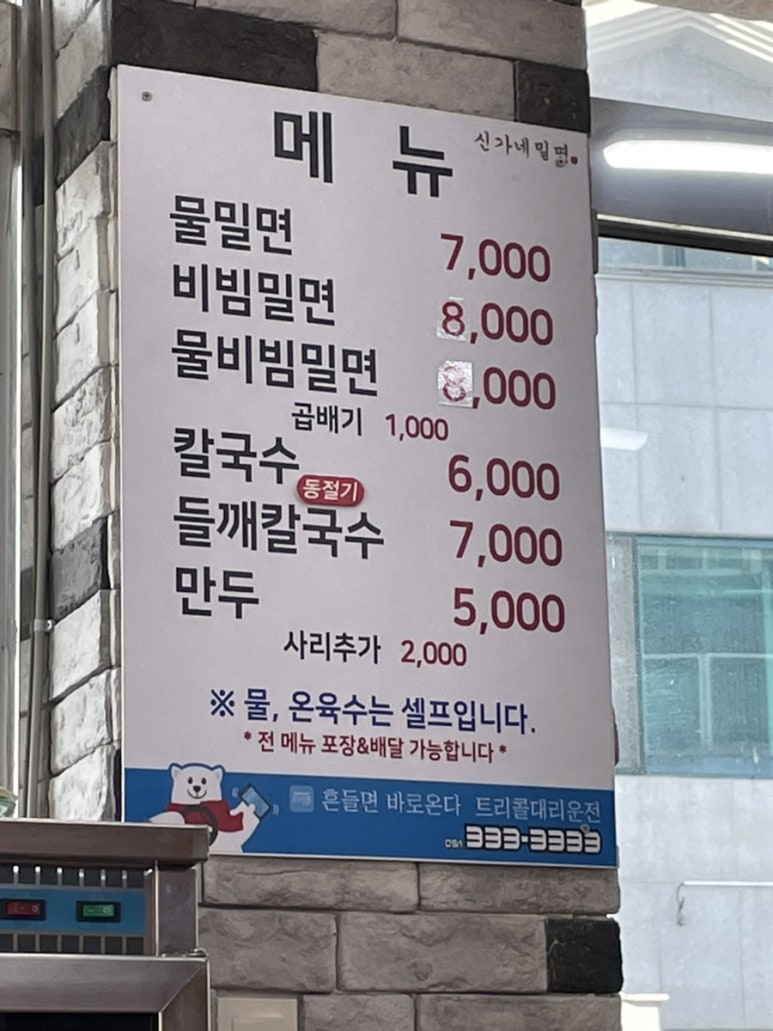 메뉴
신가네밀면
물밀면 7,000
비빔밀면 8,000
물비빔밀면 8,000
곱배기 1,000
칼국수 6,000
동절기
들깨칼국수 7,000
만두 5,000
사리추가 2,000
※ 물, 온육수는 셀프입니다.
* 전 메뉴 포장&배달 가능합니다 *
흔들면 바로온다 트리콜대리운전
051 333-3333